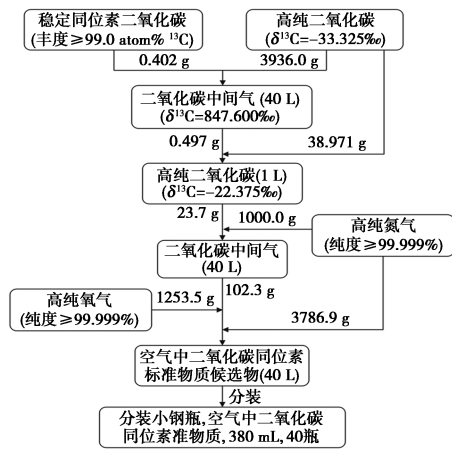 稳定同位素二氧化碳
(丰度≥99.0 atom% ¹³C)
高纯二氧化碳
(δ¹³C=−33.325‰)
0.402 g
3936.0 g
二氧化碳中间气 (40 L)
(δ¹³C=847.600‰)
0.497 g
38.971 g
高纯二氧化碳(1 L)
(δ¹³C=−22.375‰)
23.7 g
1000.0 g
高纯氮气
(纯度≥99.999%)
二氧化碳中间气
(40 L)
高纯氧气
(纯度≥99.999%)
1253.5 g
102.3 g
3786.9 g
空气中二氧化碳同位素
标准物质候选物(40 L)
分装
分装小钢瓶,空气中二氧化碳
同位素准物质, 380 mL, 40瓶